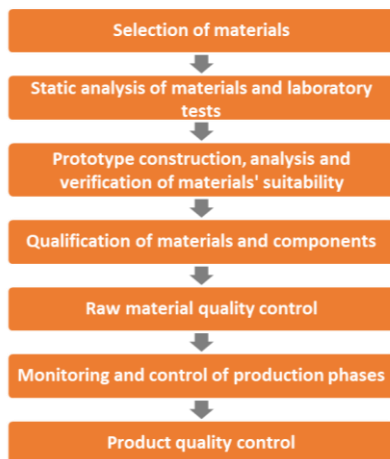 Selection of materials
Static analysis of materials and laboratory
tests
Prototype construction, analysis and
verification of materials' suitability
Qualification of materials and components
Raw material quality control
Monitoring and control of production phases
Product quality control